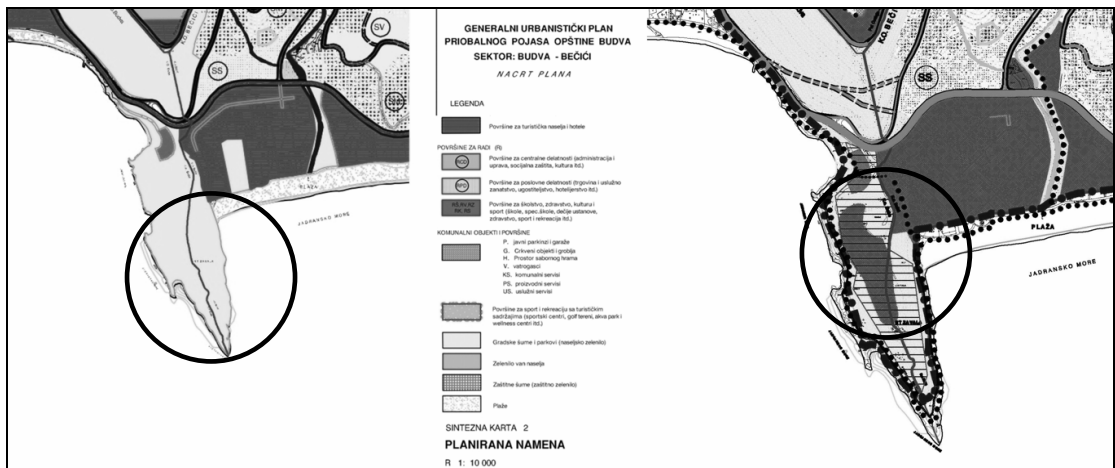 GENERALNI URBANISTIČKI PLAN
PRIOBALNOG POJASA OPŠTINE BUDVA
SEKTOR: BUDVA - BEČIĆI
NACRT PLANA
LEGENDA
Površine za turistička naselja i hotele
POVRŠINE ZA RAD I (R)
RCD
Površine za centralne delatnosti (administracija i
uprava, socijalna zaštita, kultura itd.)
RPD
Površine za poslovne delatnosti (trgovina i uslužno
zanatstvo, ugostiteljstvo, hotelijerstvo itd.)
Površine za školstvo, zdravstvo, kulturu i
sport (škole, spec.škole, dečije ustanove,
zdravstvo, sport i rekreacija itd.)
KOMUNALNI OBJEKTI I POVRŠINE
P. javni parkinzi i garaže
G. Crkveni objekti i groblja
H. Prostor sabornog hrama
V. vatrogasci
KS. komunalni servisi
PS. proizvodni servisi
US. uslužni servisi
Površine za sport i rekreaciju sa turističkim
sadržajima (sportski centri, golf tereni, akva park i
wellness centri itd.)
Gradske šume i parkovi (naseljsko zelenilo)
Zelenilo van naselja
Zaštitne šume (zaštitno zelenilo)
Plaže
SINTEZNA KARTA 2
PLANIRANA NAMENA
R 1: 10 000
SV
SS
PLAŽA
JADRANSKO MORE
KO.BEČIĆI
SS
PLAŽA
JADRANSKO MORE